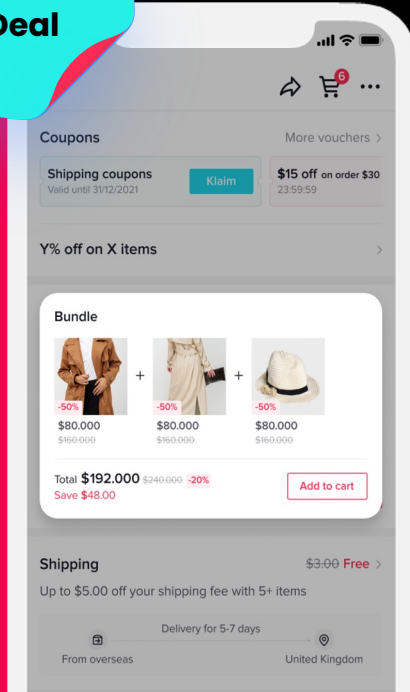 Deal
6
Coupons
More vouchers >
Shipping coupons
Valid until 31/12/2021
Klaim
$15 off on order $30
23:59:59
Y% off on X items >
Bundle
-50% + -50% + -50%
$80.000 $80.000 $80.000
$160.000 $160.000 $160.000
Total $192.000 $240.000 -20%
Save $48.00
Add to cart
Shipping
$3.00 Free >
Up to $5.00 off your shipping fee with 5+ items
Delivery for 5-7 days
From overseas
United Kingdom